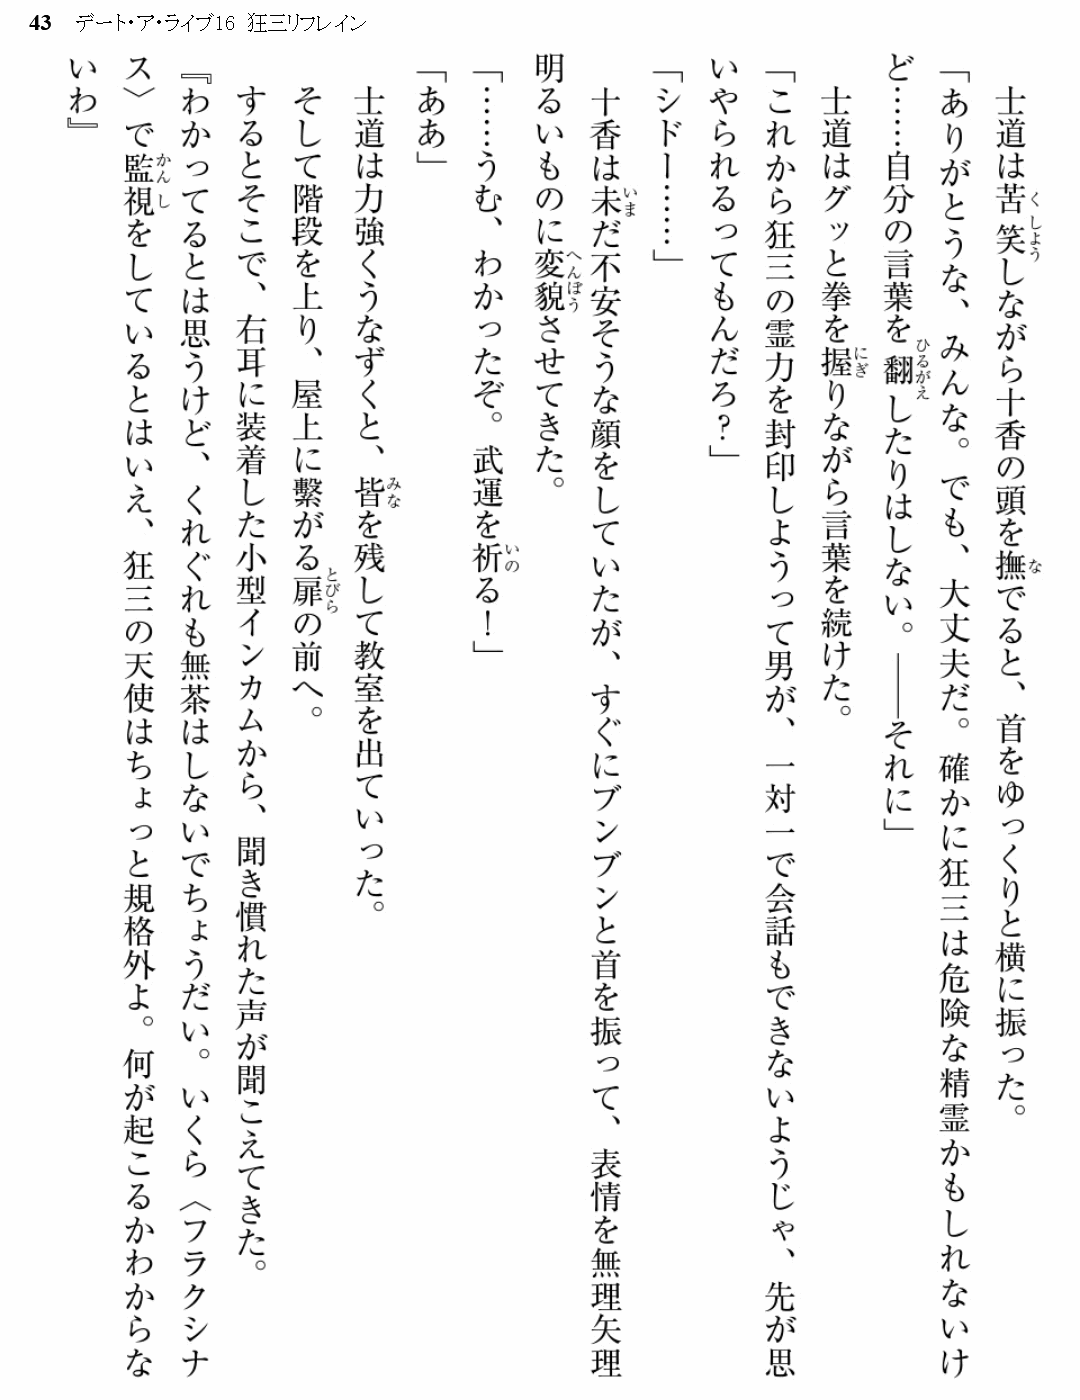 43 デート・ア・ライブ16 狂三リフレイン
士道は苦笑しながら十香の頭を撫でると、首をゆっくりと横に振った。
「ありがとうな、みんな。でも、大丈夫だ。確かに狂三は危険な精霊かもしれないけ
ど……自分の言葉を翻したりはしない。――それに」
士道はグッと拳を握りながら言葉を続けた。
「これから狂三の霊力を封印しようって男が、一対一で会話もできないようじゃ、先が思
いやられるってもんだろ？」
「シドー……」
十香は未だ不安そうな顔をしていたが、すぐにブンブンと首を振って、表情を無理矢理
明るいものに変貌させてきた。
「……うむ、わかったぞ。武運を祈る！」
「ああ」
士道は力強くうなずくと、皆を残して教室を出ていった。
そして階段を上り、屋上に繋がる扉の前へ。
するとそこで、右耳に装着した小型インカムから、聞き慣れた声が聞こえてきた。
『わかってるとは思うけど、くれぐれも無茶はしないでちょうだい。いくら〈フラクシナ
ス〉で監視をしているとはいえ、狂三の天使はちょっと規格外よ。何が起こるかわからな
いわ』